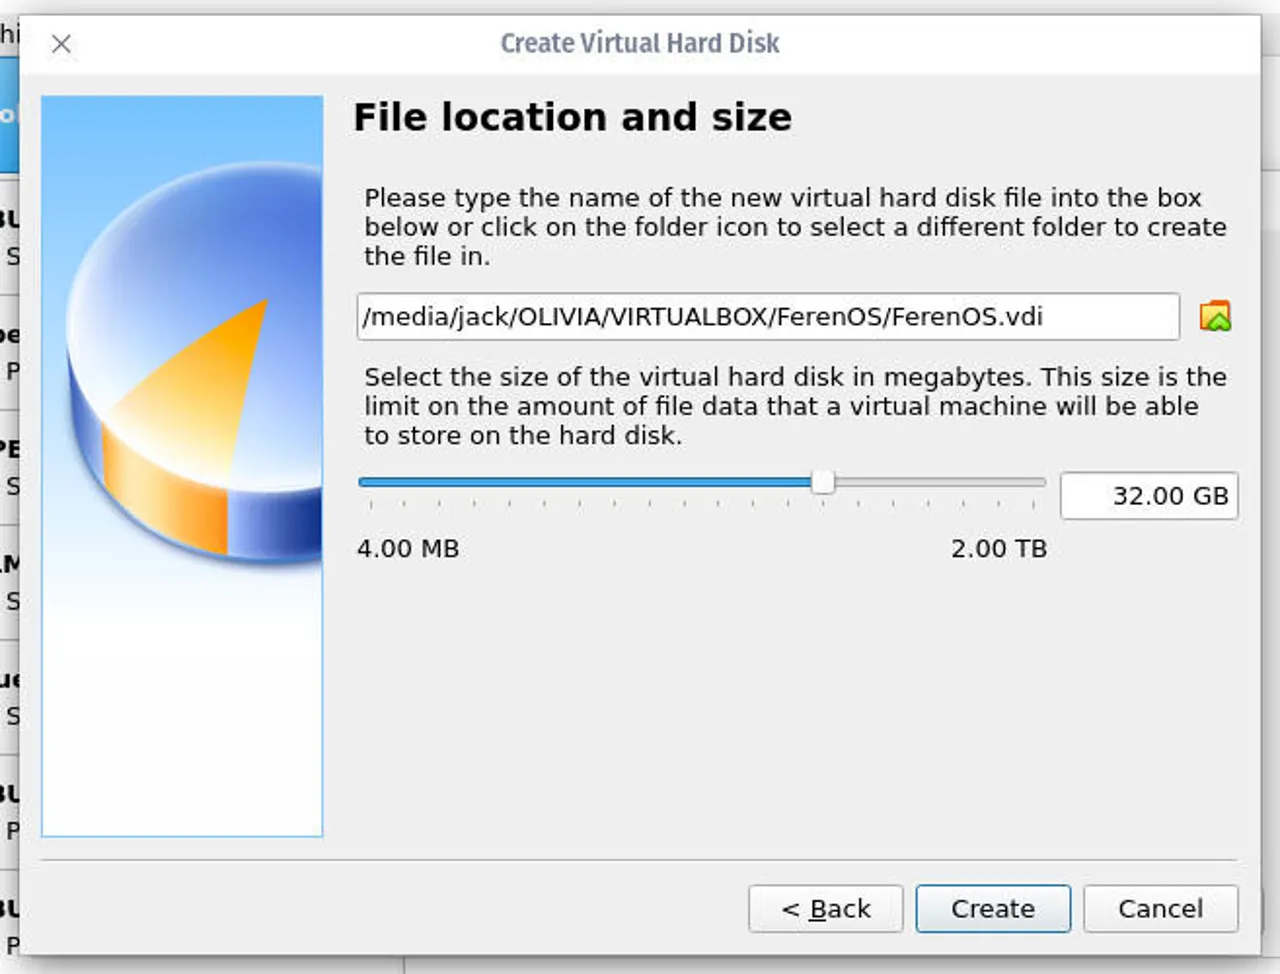 Create Virtual Hard Disk
File location and size
Please type the name of the new virtual hard disk file into the box
below or click on the folder icon to select a different folder to create
the file in.
/media/jack/OLIVIA/VIRTUALBOX/FerenOS/FerenOS.vdi
Select the size of the virtual hard disk in megabytes. This size is the
limit on the amount of file data that a virtual machine will be able
to store on the hard disk.
32.00 GB
4.00 MB 2.00 TB
< Back Create Cancel